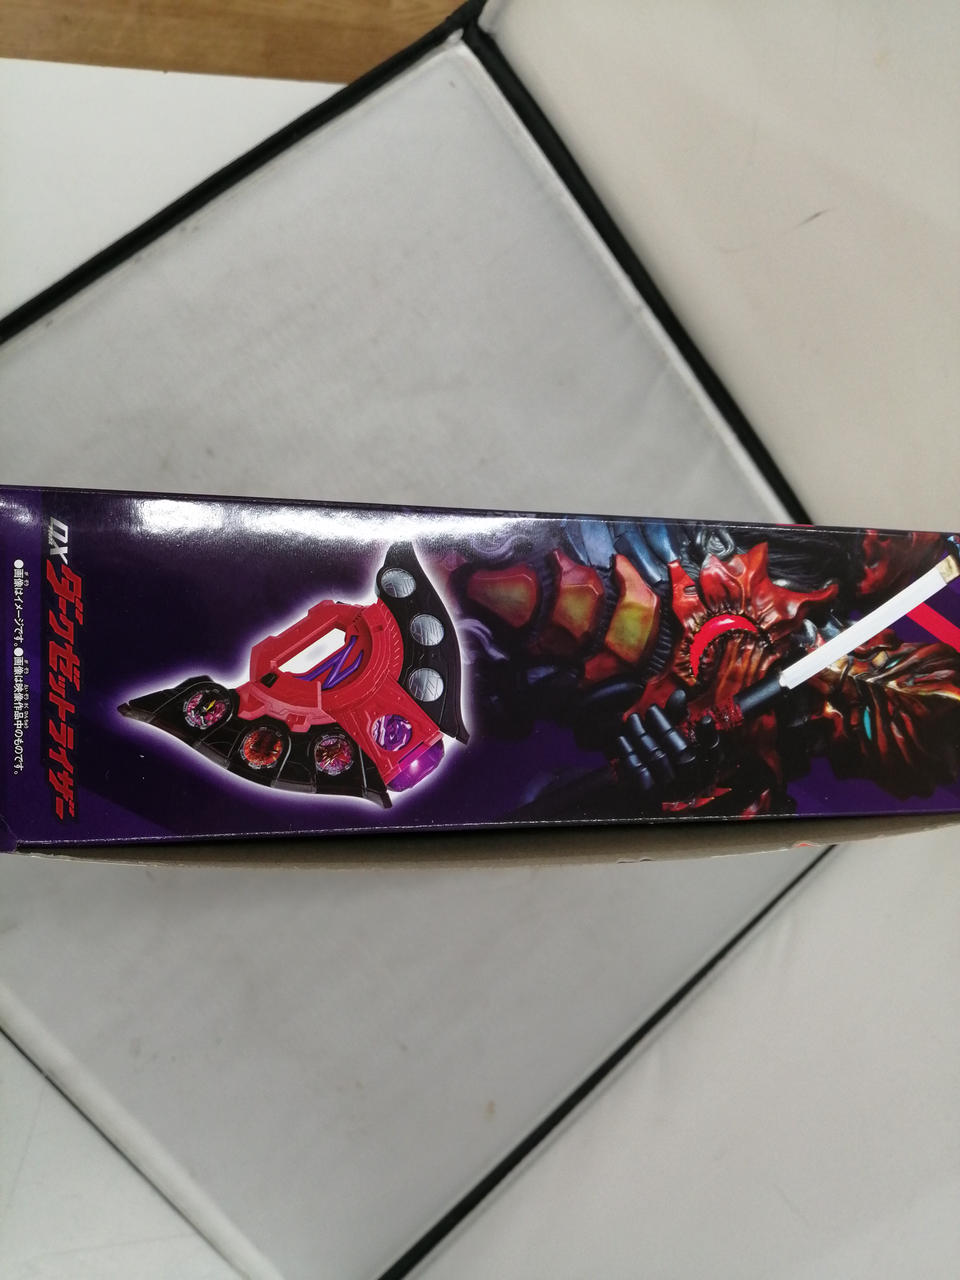 DX ダークゼットライザー
●画像はイメージです。●画像は映像作品中のものです。